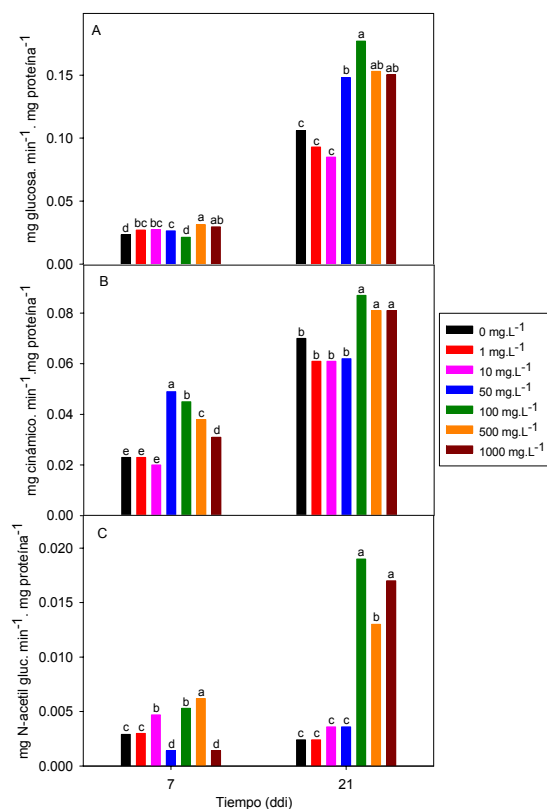 A
mg glucosa. min⁻¹. mg proteína⁻¹
0.15
0.10
0.05
0.00
d bc bc c d a ab
c c c b a ab ab
B
mg cinámico. min⁻¹.mg proteína⁻¹
0.08
0.06
0.04
0.02
0.00
e e e a b c d
b b b b a a a
0 mg.L⁻¹
1 mg.L⁻¹
10 mg.L⁻¹
50 mg.L⁻¹
100 mg.L⁻¹
500 mg.L⁻¹
1000 mg.L⁻¹
C
mg N-acetil gluc. min⁻¹. mg proteína⁻¹
0.020
0.015
0.010
0.005
0.000
c c b d b a d
c c c c a b a
7 21
Tiempo (ddi)